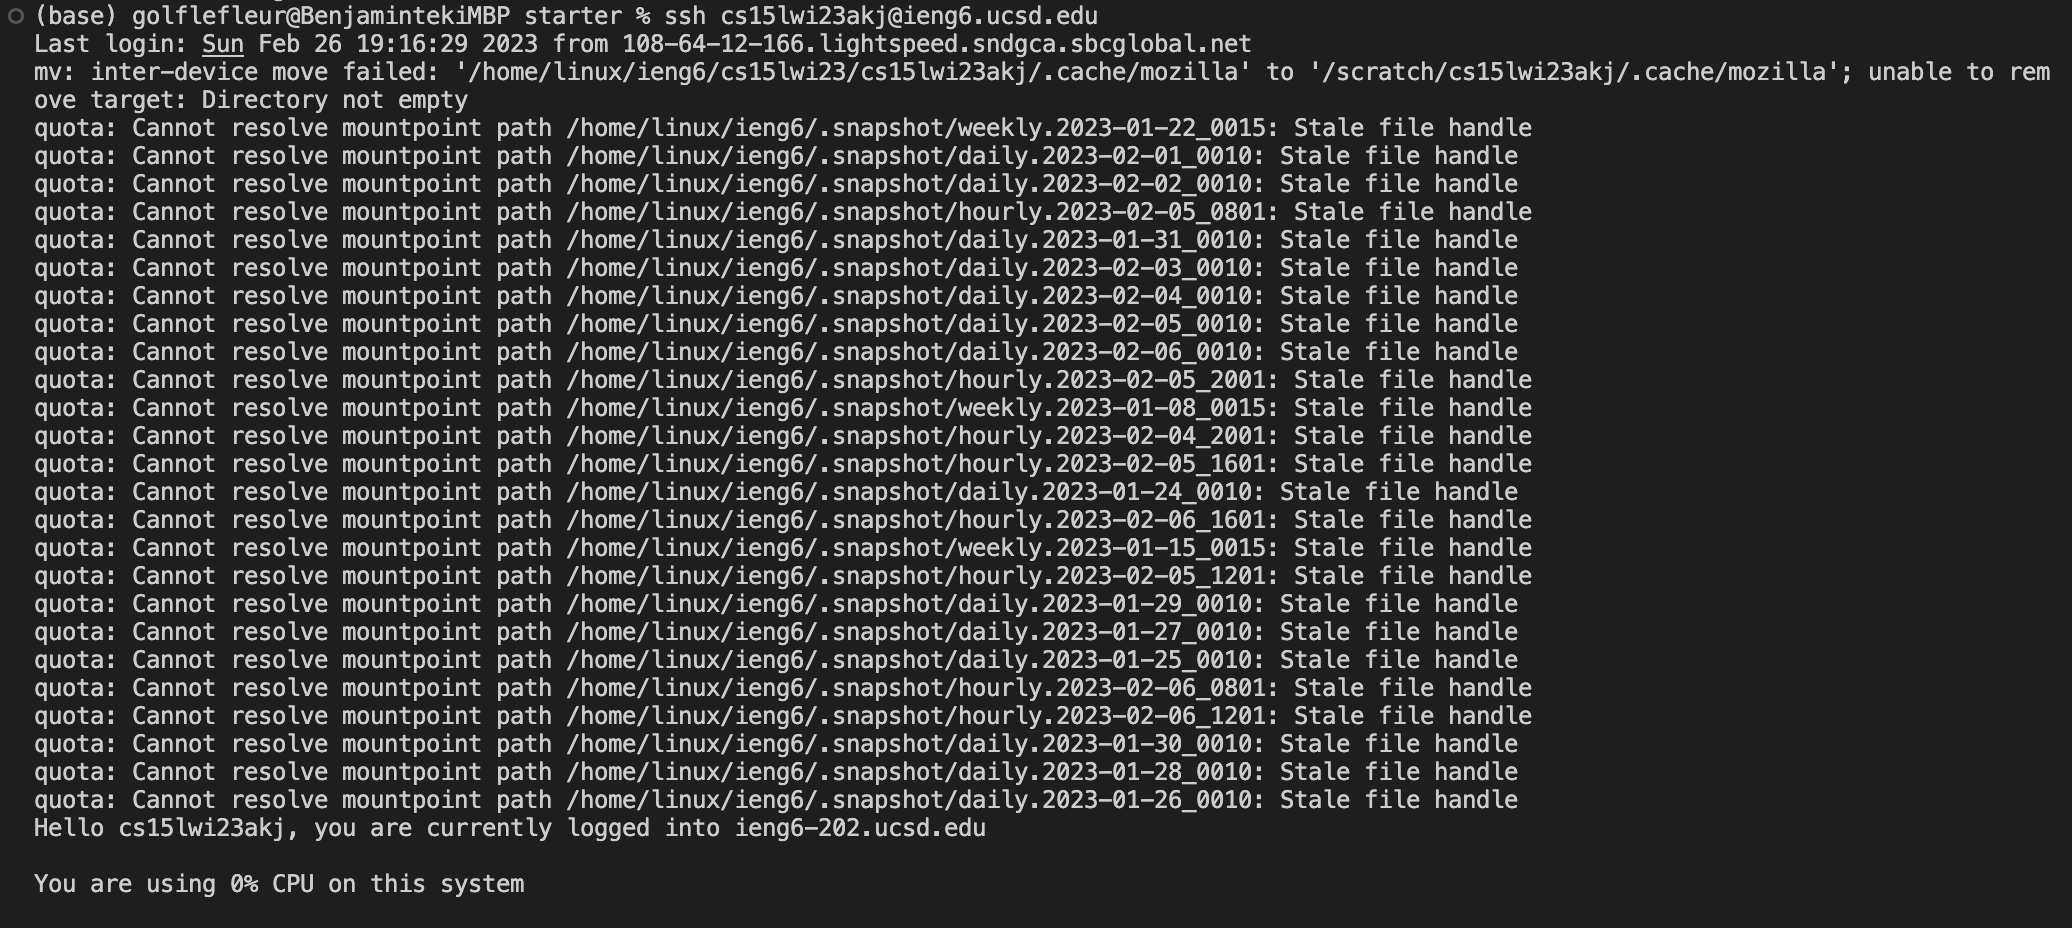 (base) golflefleur@BenjamintekiMBP starter % ssh cs15lwi23akj@ieng6.ucsd.edu
Last login: Sun Feb 26 19:16:29 2023 from 108-64-12-166.lightspeed.sndgca.sbcglobal.net
mv: inter-device move failed: '/home/linux/ieng6/cs15lwi23/cs15lwi23akj/.cache/mozilla' to '/scratch/cs15lwi23akj/.cache/mozilla'; unable to rem
ove target: Directory not empty
quota: Cannot resolve mountpoint path /home/linux/ieng6/.snapshot/weekly.2023-01-22_0015: Stale file handle
quota: Cannot resolve mountpoint path /home/linux/ieng6/.snapshot/daily.2023-02-01_0010: Stale file handle
quota: Cannot resolve mountpoint path /home/linux/ieng6/.snapshot/daily.2023-02-02_0010: Stale file handle
quota: Cannot resolve mountpoint path /home/linux/ieng6/.snapshot/hourly.2023-02-05_0801: Stale file handle
quota: Cannot resolve mountpoint path /home/linux/ieng6/.snapshot/daily.2023-01-31_0010: Stale file handle
quota: Cannot resolve mountpoint path /home/linux/ieng6/.snapshot/daily.2023-02-03_0010: Stale file handle
quota: Cannot resolve mountpoint path /home/linux/ieng6/.snapshot/daily.2023-02-04_0010: Stale file handle
quota: Cannot resolve mountpoint path /home/linux/ieng6/.snapshot/daily.2023-02-05_0010: Stale file handle
quota: Cannot resolve mountpoint path /home/linux/ieng6/.snapshot/daily.2023-02-06_0010: Stale file handle
quota: Cannot resolve mountpoint path /home/linux/ieng6/.snapshot/hourly.2023-02-05_2001: Stale file handle
quota: Cannot resolve mountpoint path /home/linux/ieng6/.snapshot/weekly.2023-01-08_0015: Stale file handle
quota: Cannot resolve mountpoint path /home/linux/ieng6/.snapshot/hourly.2023-02-04_2001: Stale file handle
quota: Cannot resolve mountpoint path /home/linux/ieng6/.snapshot/hourly.2023-02-05_1601: Stale file handle
quota: Cannot resolve mountpoint path /home/linux/ieng6/.snapshot/daily.2023-01-24_0010: Stale file handle
quota: Cannot resolve mountpoint path /home/linux/ieng6/.snapshot/hourly.2023-02-06_1601: Stale file handle
quota: Cannot resolve mountpoint path /home/linux/ieng6/.snapshot/weekly.2023-01-15_0015: Stale file handle
quota: Cannot resolve mountpoint path /home/linux/ieng6/.snapshot/hourly.2023-02-05_1201: Stale file handle
quota: Cannot resolve mountpoint path /home/linux/ieng6/.snapshot/daily.2023-01-29_0010: Stale file handle
quota: Cannot resolve mountpoint path /home/linux/ieng6/.snapshot/daily.2023-01-27_0010: Stale file handle
quota: Cannot resolve mountpoint path /home/linux/ieng6/.snapshot/daily.2023-01-25_0010: Stale file handle
quota: Cannot resolve mountpoint path /home/linux/ieng6/.snapshot/hourly.2023-02-06_0801: Stale file handle
quota: Cannot resolve mountpoint path /home/linux/ieng6/.snapshot/hourly.2023-02-06_1201: Stale file handle
quota: Cannot resolve mountpoint path /home/linux/ieng6/.snapshot/daily.2023-01-30_0010: Stale file handle
quota: Cannot resolve mountpoint path /home/linux/ieng6/.snapshot/daily.2023-01-28_0010: Stale file handle
quota: Cannot resolve mountpoint path /home/linux/ieng6/.snapshot/daily.2023-01-26_0010: Stale file handle
Hello cs15lwi23akj, you are currently logged into ieng6-202.ucsd.edu
You are using 0% CPU on this system